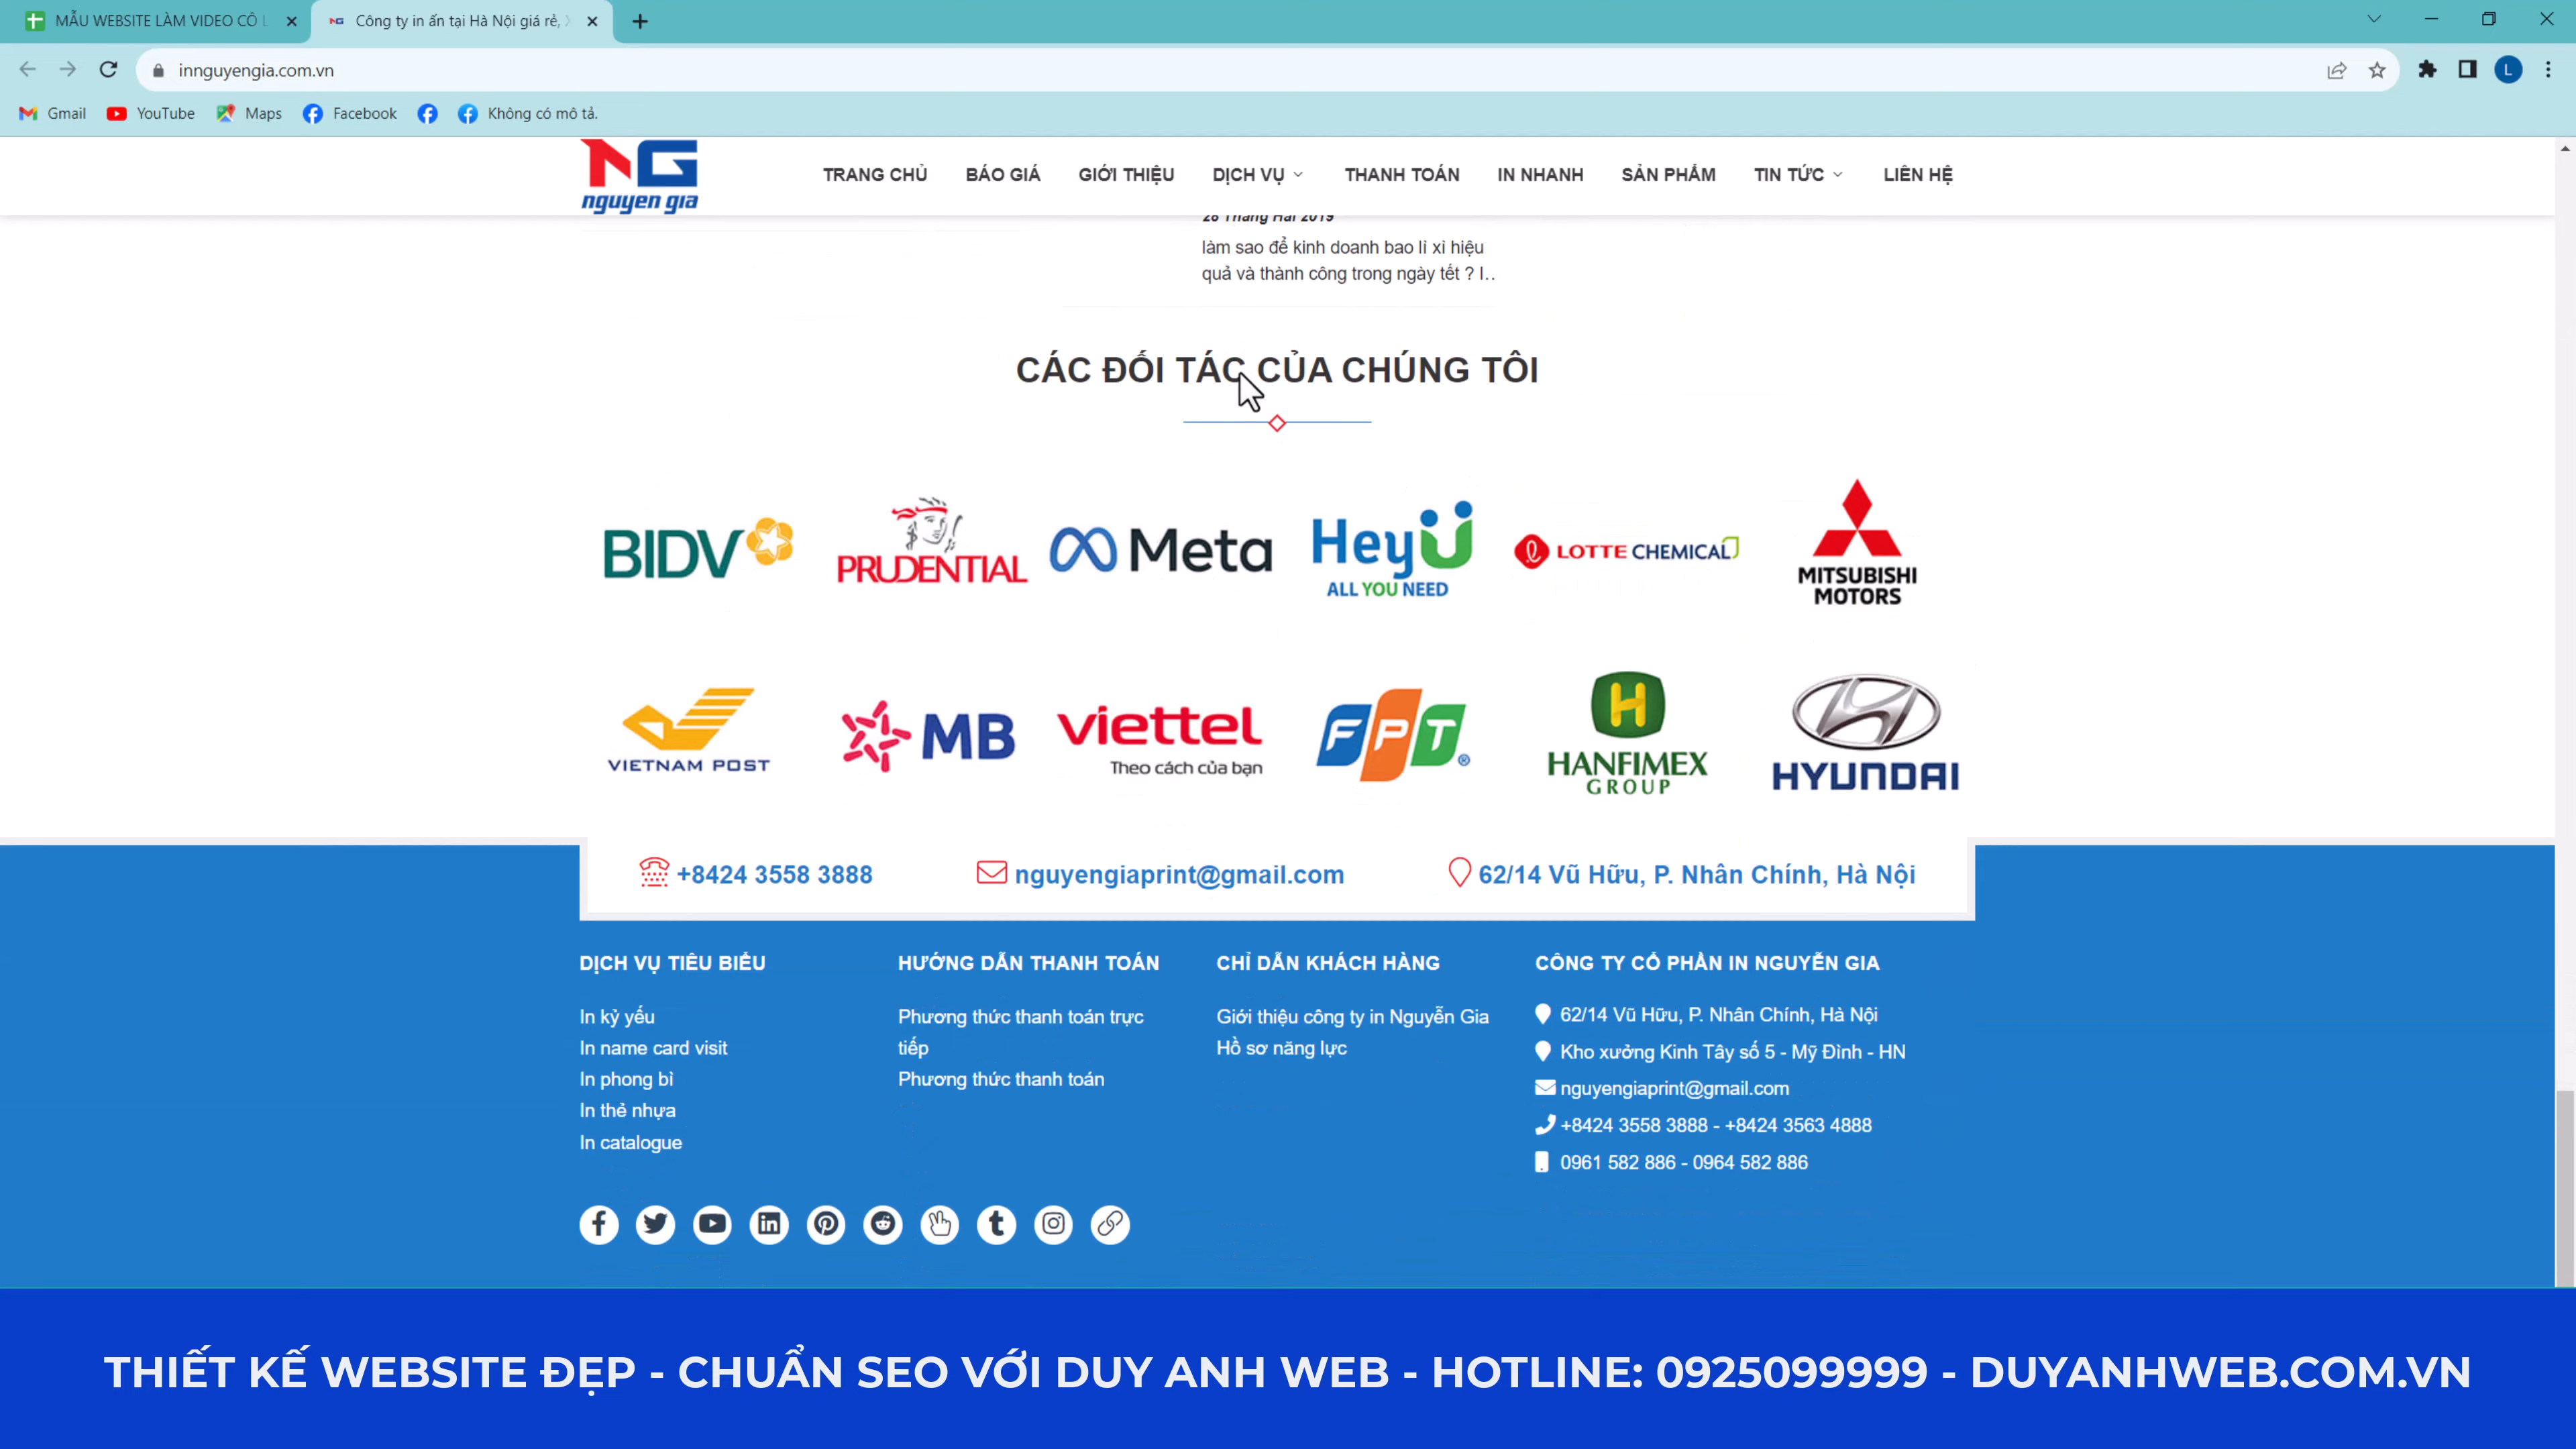 MẪU WEBSITE LÀM VIDEO CÔ L
Công ty in ấn tại Hà Nội giá rẻ,
innguyengia.com.vn
L
Gmail YouTube Maps Facebook Không có mô tả.
NG
nguyen gia
TRANG CHỦ BÁO GIÁ GIỚI THIỆU DỊCH VỤ THANH TOÁN IN NHANH SẢN PHẨM TIN TỨC LIÊN HỆ
28 Tháng Hai 2019
làm sao để kinh doanh bao lì xì hiệu
quả và thành công trong ngày tết ? I..
CÁC ĐỐI TÁC CỦA CHÚNG TÔI
BIDV
PRUDENTIAL
Meta
HeyU
ALL YOU NEED
LOTTE CHEMICAL
MITSUBISHI
MOTORS
VIETNAM POST
MB
viettel
Theo cách của bạn
FPT®
H
HANFIMEX
GROUP
HYUNDAI
+8424 3558 3888
nguyengiaprint@gmail.com
62/14 Vũ Hữu, P. Nhân Chính, Hà Nội
DỊCH VỤ TIÊU BIỂU
In kỷ yếu
In name card visit
In phong bì
In thẻ nhựa
In catalogue
HƯỚNG DẪN THANH TOÁN
Phương thức thanh toán trực
tiếp
Phương thức thanh toán
CHỈ DẪN KHÁCH HÀNG
Giới thiệu công ty in Nguyễn Gia
Hồ sơ năng lực
CÔNG TY CỔ PHẦN IN NGUYỄN GIA
62/14 Vũ Hữu, P. Nhân Chính, Hà Nội
Kho xưởng Kinh Tây số 5 - Mỹ Đình - HN
nguyengiaprint@gmail.com
+8424 3558 3888 - +8424 3563 4888
0961 582 886 - 0964 582 886
THIẾT KẾ WEBSITE ĐẸP - CHUẨN SEO VỚI DUY ANH WEB - HOTLINE: 0925099999 - DUYANHWEB.COM.VN